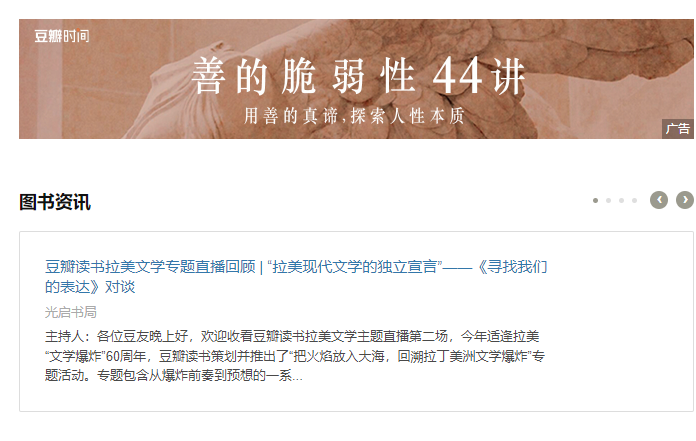 豆瓣时间
善的脆弱性 44讲
用善的真谛,探索人性本质
广告
图书资讯
豆瓣读书拉美文学专题直播回顾 | “拉美现代文学的独立宣言”——《寻找我们
的表达》对谈
光启书局
主持人：各位豆友晚上好，欢迎收看豆瓣读书拉美文学主题直播第二场，今年适逢拉美
“文学爆炸”60周年，豆瓣读书策划并推出了“把火焰放入大海，回溯拉丁美洲文学爆炸”专
题活动。专题包含从爆炸前奏到预想的一系...